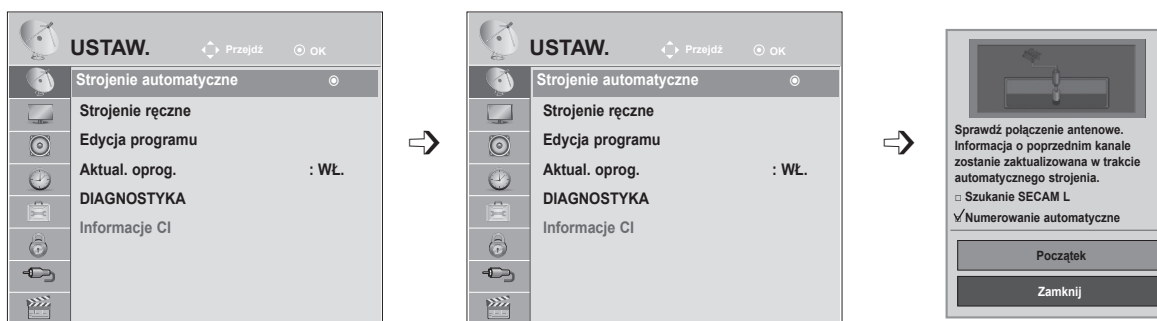 USTAW.
Przejdź
OK
Strojenie automatyczne
Strojenie ręczne
Edycja programu
Aktual. oprog. : WŁ.
DIAGNOSTYKA
Informacje CI
USTAW.
Przejdź
OK
Strojenie automatyczne
Strojenie ręczne
Edycja programu
Aktual. oprog. : WŁ.
DIAGNOSTYKA
Informacje CI
Sprawdź połączenie antenowe.
Informacja o poprzednim kanale
zostanie zaktualizowana w trakcie
automatycznego strojenia.
Szukanie SECAM L
Numerowanie automatyczne
Początek
Zamknij